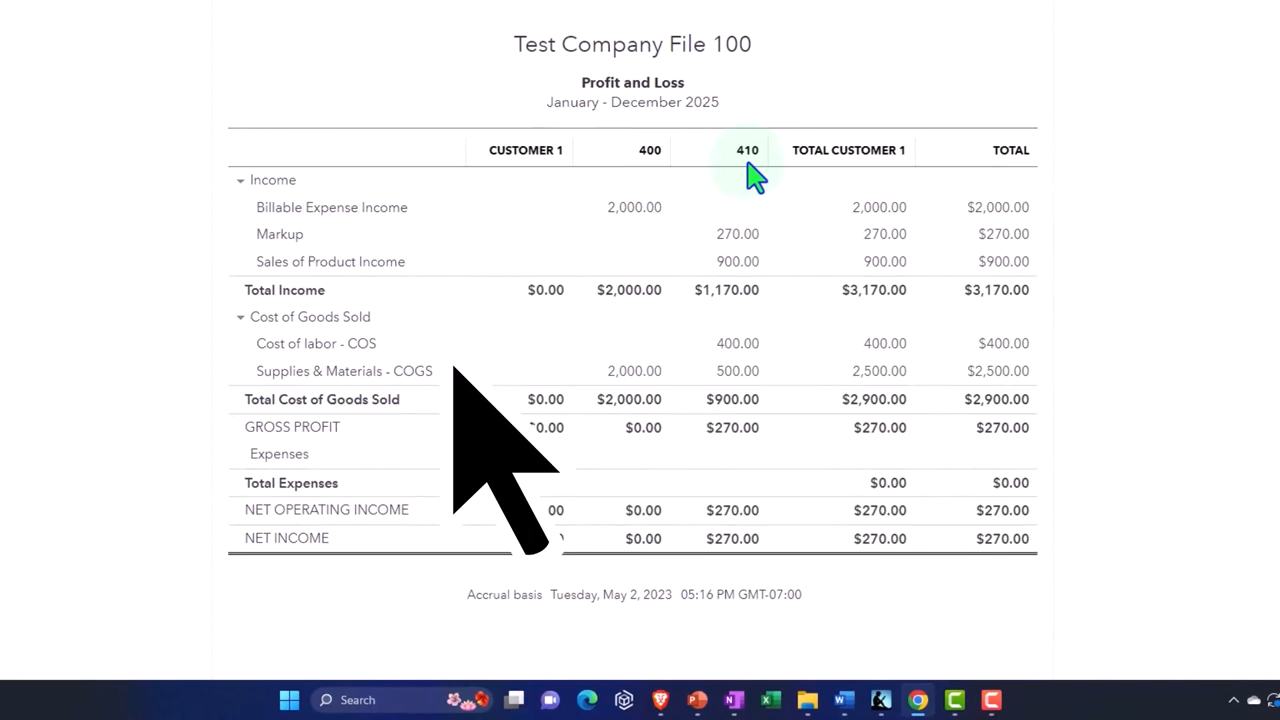 Test Company File 100
Profit and Loss
January - December 2025
CUSTOMER 1 400 410 TOTAL CUSTOMER 1 TOTAL
Income
Billable Expense Income 2,000.00 2,000.00 $2,000.00
Markup 270.00 270.00 $270.00
Sales of Product Income 900.00 900.00 $900.00
Total Income $0.00 $2,000.00 $1,170.00 $3,170.00 $3,170.00
Cost of Goods Sold
Cost of labor - COS 400.00 400.00 $400.00
Supplies & Materials - COGS 2,000.00 500.00 2,500.00 $2,500.00
Total Cost of Goods Sold $0.00 $2,000.00 $900.00 $2,900.00 $2,900.00
GROSS PROFIT $0.00 $270.00 $270.00 $270.00
Expenses
Total Expenses $0.00 $0.00
NET OPERATING INCOME $0.00 $270.00 $270.00 $270.00
NET INCOME $0.00 $270.00 $270.00 $270.00
Accrual basis Tuesday, May 2, 2023 05:16 PM GMT-07:00
Search